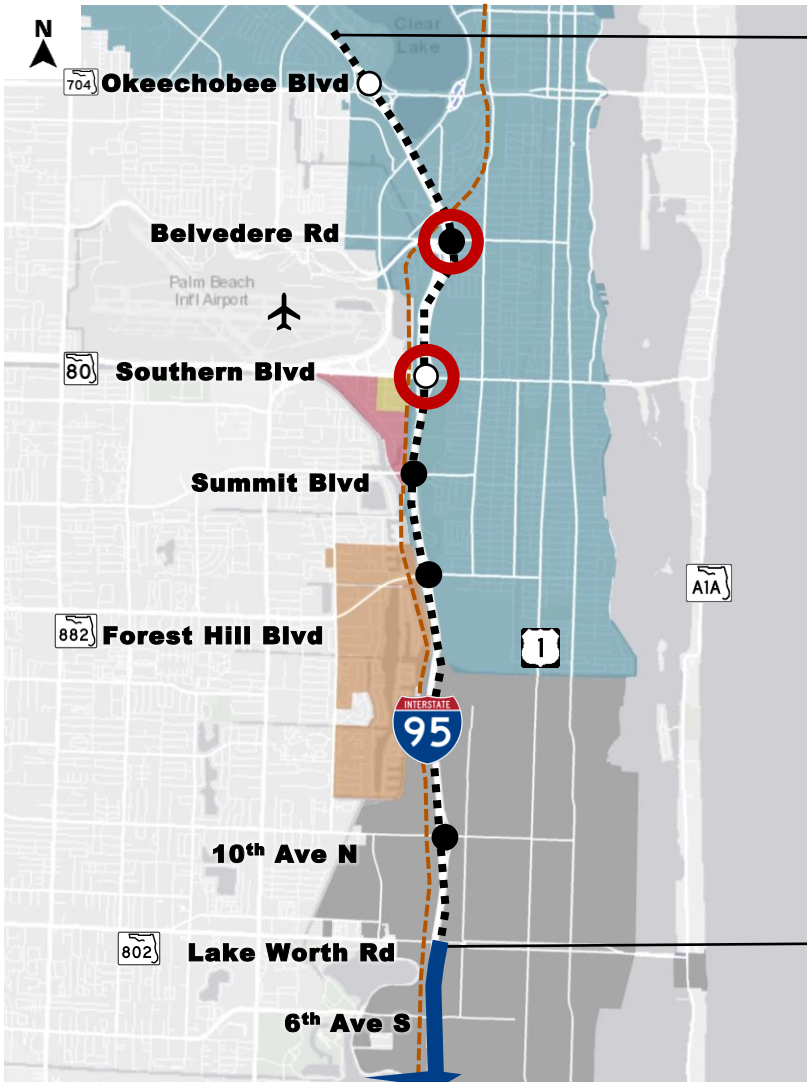 N
Clear
Lake
704
Okeechobee Blvd
Belvedere Rd
Palm Beach
Int'l Airport
80
Southern Blvd
Summit Blvd
A1A
882
Forest Hill Blvd
1
INTERSTATE
95
10th Ave N
802
Lake Worth Rd
6th Ave S